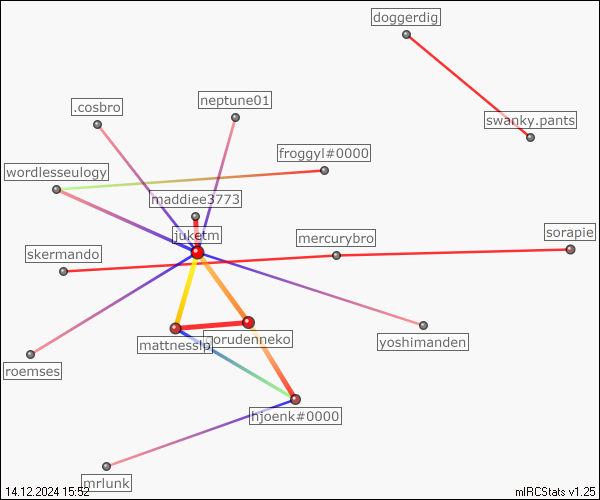 doggerdig
.cosbro
neptune01
swanky.pants
froggyl#0000
wordlesseulogy
maddiee3773
juketm
mercurybro
sorapie
skermando
mattnesslp
orudenneko
yoshimanden
roemses
hjoenk#0000
mrlunk
14.12.2024 15:52
mIRCStats v1.25